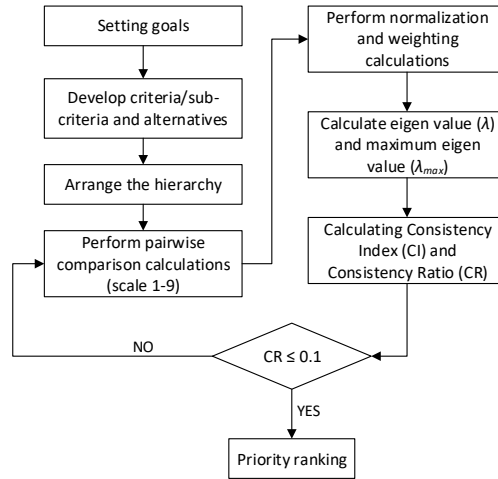 Setting goals
Develop criteria/sub-
criteria and alternatives
Arrange the hierarchy
Perform pairwise
comparison calculations
(scale 1-9)
Perform normalization
and weighting
calculations
Calculate eigen value (λ)
and maximum eigen
value (λmax)
Calculating Consistency
Index (CI) and
Consistency Ratio (CR)
CR ≤ 0.1
NO
YES
Priority ranking